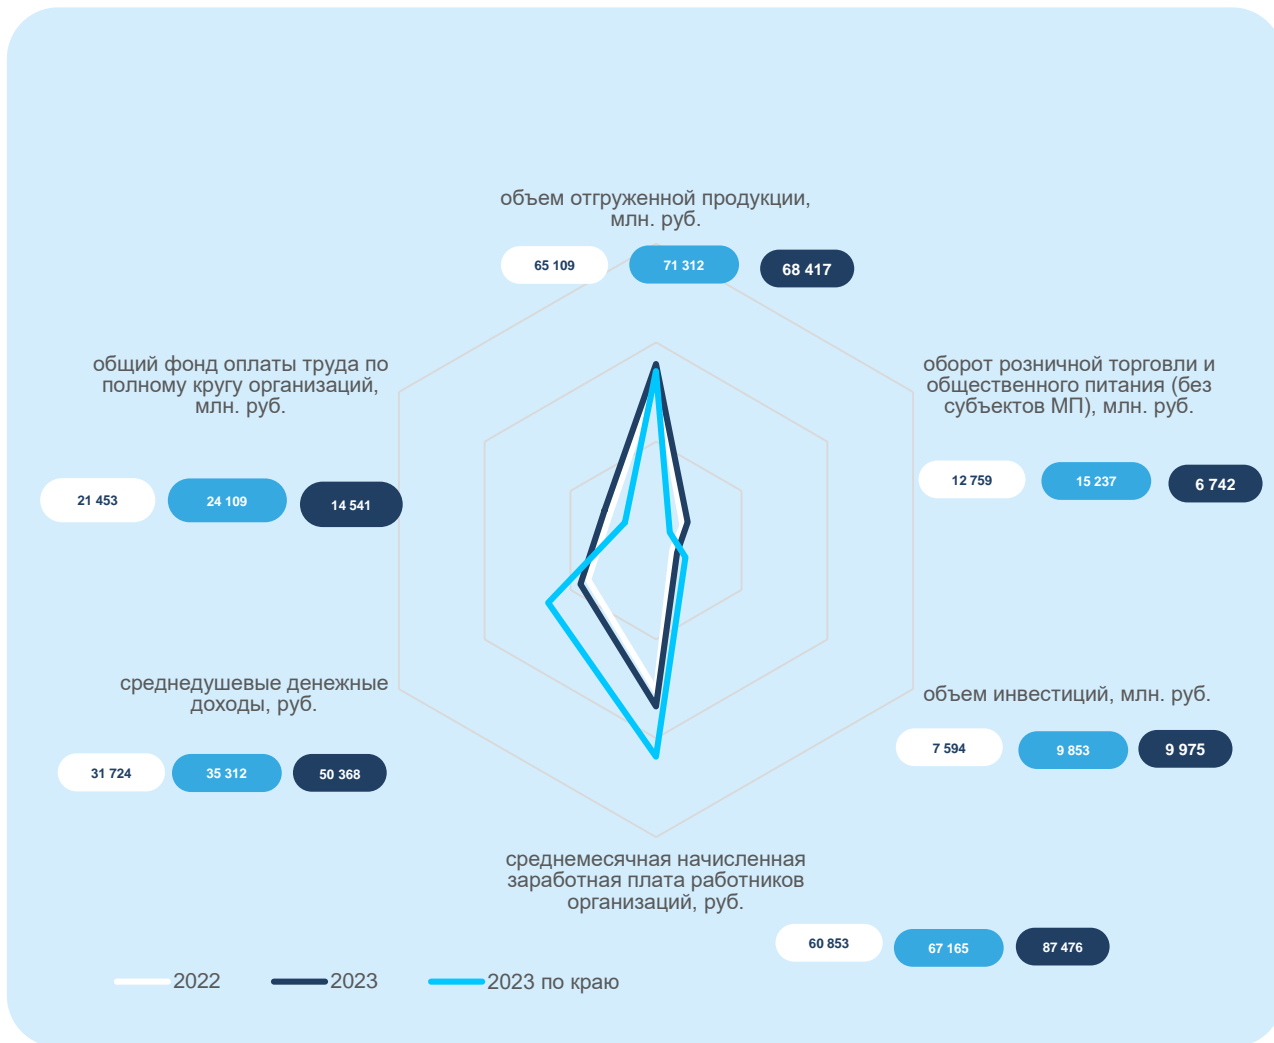 объем отгруженной продукции,
млн. руб.
65 109
71 312
68 417
общий фонд оплаты труда по
полному кругу организаций,
млн. руб.
21 453
24 109
14 541
оборот розничной торговли и
общественного питания (без
субъектов МП), млн. руб.
12 759
15 237
6 742
среднедушевые денежные
доходы, руб.
31 724
35 312
50 368
объем инвестиций, млн. руб.
7 594
9 853
9 975
среднемесячная начисленная
заработная плата работников
организаций, руб.
60 853
67 165
87 476
2022
2023
2023 по краю